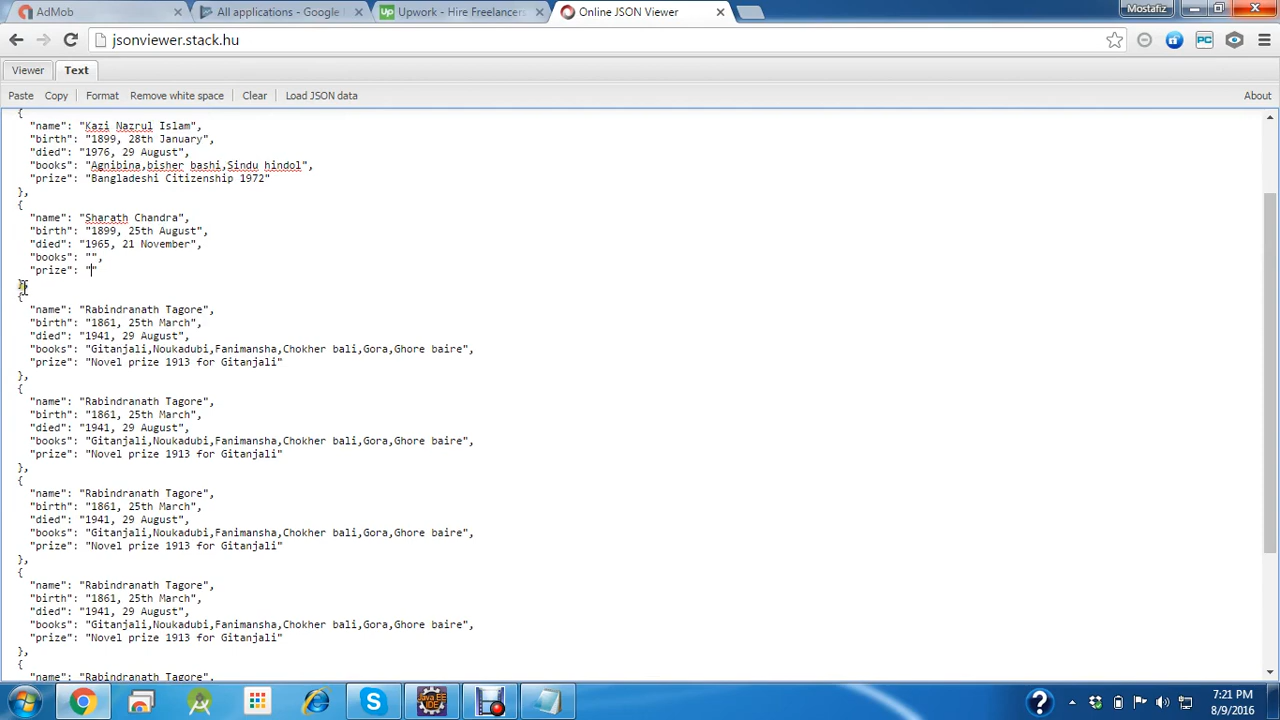 AdMob
All applications - Google
Upwork - Hire Freelancers
Online JSON Viewer
Mostafiz
jsonviewer.stack.hu
PC
Viewer
Text
Paste
Copy
Format
Remove white space
Clear
Load JSON data
About
{
"name": "Kazi Nazrul Islam",
"birth": "1899, 28th January",
"died": "1976, 29 August",
"books": "Agnibina,bisher bashi,Sindu hindol",
"prize": "Bangladeshi Citizenship 1972"
},
{
"name": "Sharath Chandra",
"birth": "1899, 25th August",
"died": "1965, 21 November",
"books": "",
"prize": ""
},
{
"name": "Rabindranath Tagore",
"birth": "1861, 25th March",
"died": "1941, 29 August",
"books": "Gitanjali,Noukadubi,Fanimansha,Chokher bali,Gora,Ghore baire",
"prize": "Novel prize 1913 for Gitanjali"
},
{
"name": "Rabindranath Tagore",
"birth": "1861, 25th March",
"died": "1941, 29 August",
"books": "Gitanjali,Noukadubi,Fanimansha,Chokher bali,Gora,Ghore baire",
"prize": "Novel prize 1913 for Gitanjali"
},
{
"name": "Rabindranath Tagore",
"birth": "1861, 25th March",
"died": "1941, 29 August",
"books": "Gitanjali,Noukadubi,Fanimansha,Chokher bali,Gora,Ghore baire",
"prize": "Novel prize 1913 for Gitanjali"
},
{
"name": "Rabindranath Tagore",
"birth": "1861, 25th March",
"died": "1941, 29 August",
"books": "Gitanjali,Noukadubi,Fanimansha,Chokher bali,Gora,Ghore baire",
"prize": "Novel prize 1913 for Gitanjali"
},
{
"name": "Rabindranath Tagore",
Java EE
IDE
7:21 PM
8/9/2016